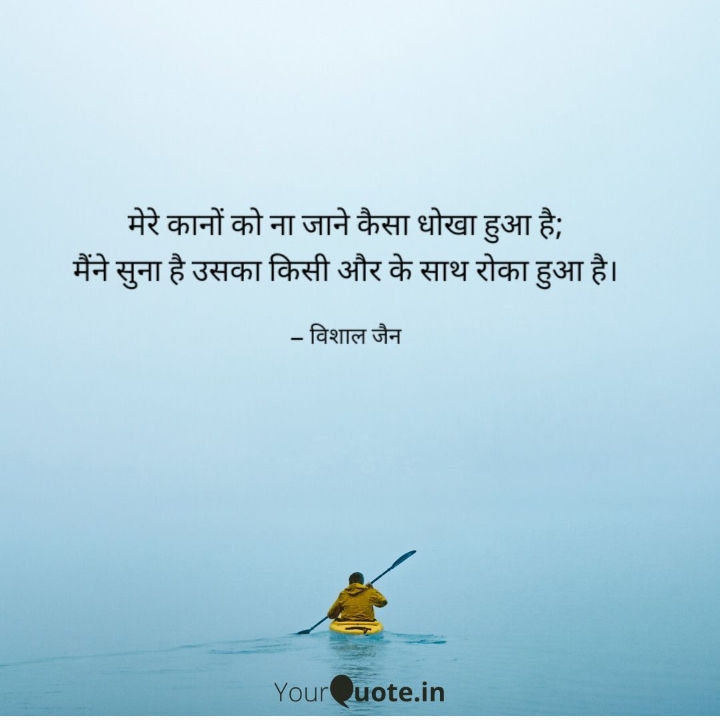 मेरे कानों को ना जाने कैसा धोखा हुआ है;
मैंने सुना है उसका किसी और के साथ रोका हुआ है।
– विशाल जैन
YourQuote.in